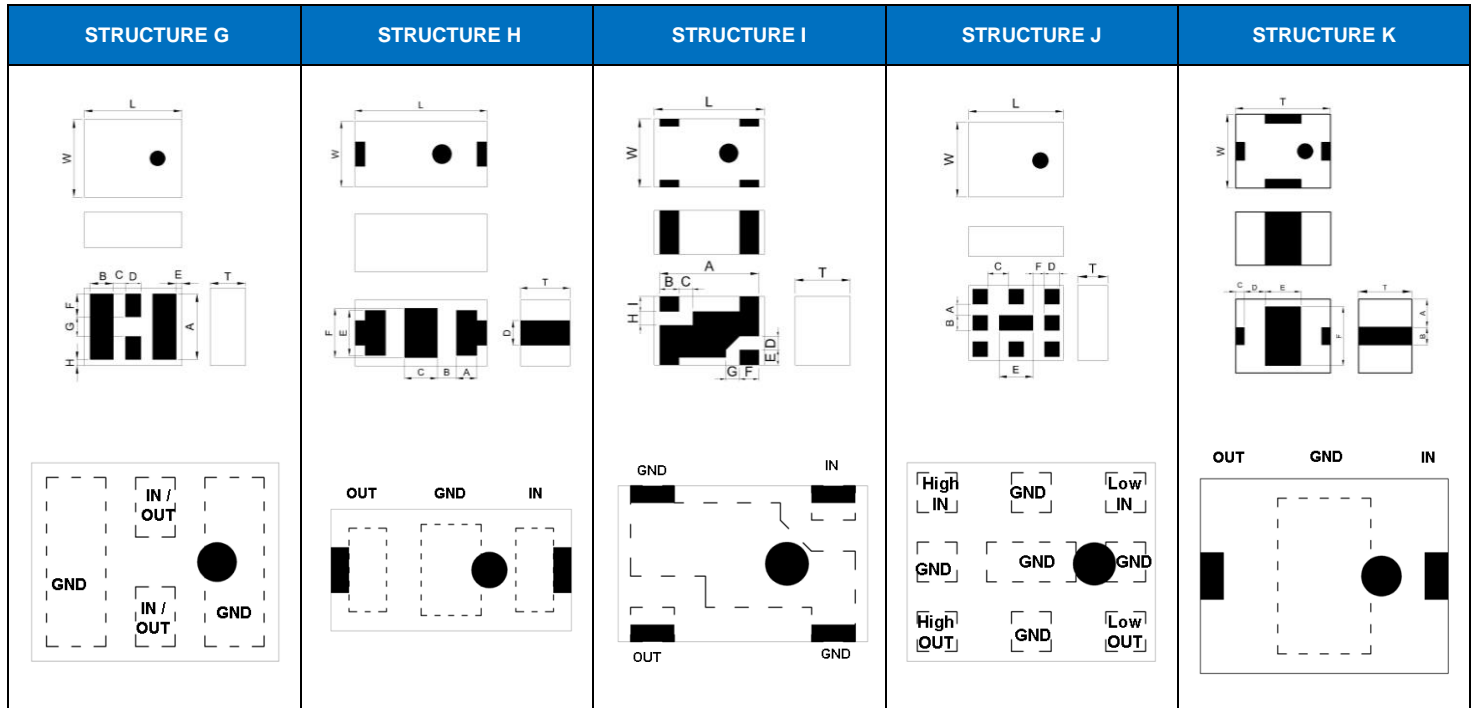 STRUCTURE G
STRUCTURE H
STRUCTURE I
STRUCTURE J
STRUCTURE K
L
W
B
C
D
E
T
F
G
H
A
IN /
OUT
GND
IN /
OUT
GND
L
W
T
F
E
D
C
B
A
OUT
GND
IN
L
W
A
T
B
C
I
H
D
E
G
F
GND
IN
OUT
GND
L
W
C
F
D
T
A
B
E
High
IN
GND
Low
IN
GND
GND
GND
High
OUT
GND
Low
OUT
T
W
C
D
E
T
A
F
B
OUT
GND
IN